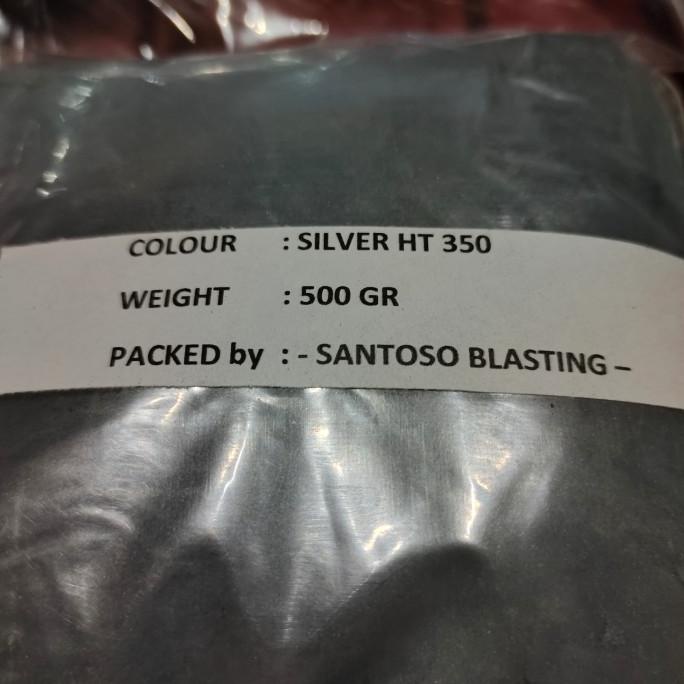 COLOUR : SILVER HT 350
WEIGHT : 500 GR
PACKED by : - SANTOSO BLASTING –